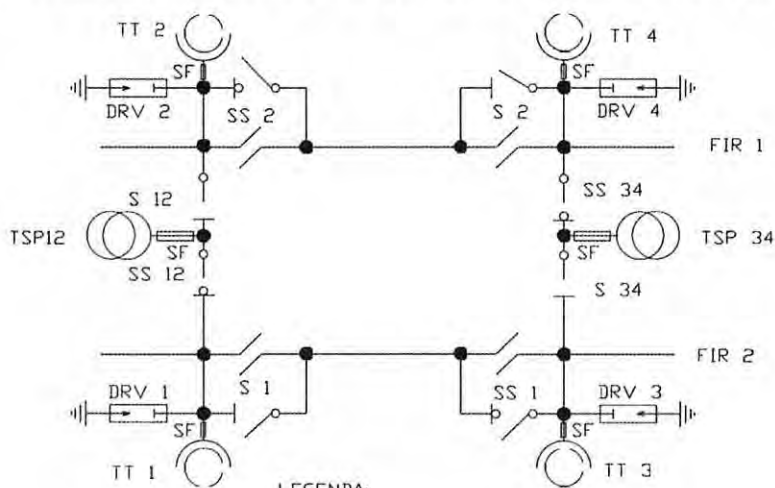 TT 2
TT 4
SF
SF
DRV 2
SS 2
S 2
DRV 4
FIR 1
S 12
SS 34
TSP12
SF
SF
TSP 34
SS 12
S 34
FIR 2
DRV 1
S 1
SS 1
DRV 3
SF
SF
TT 1
TT 3
LEGENDA